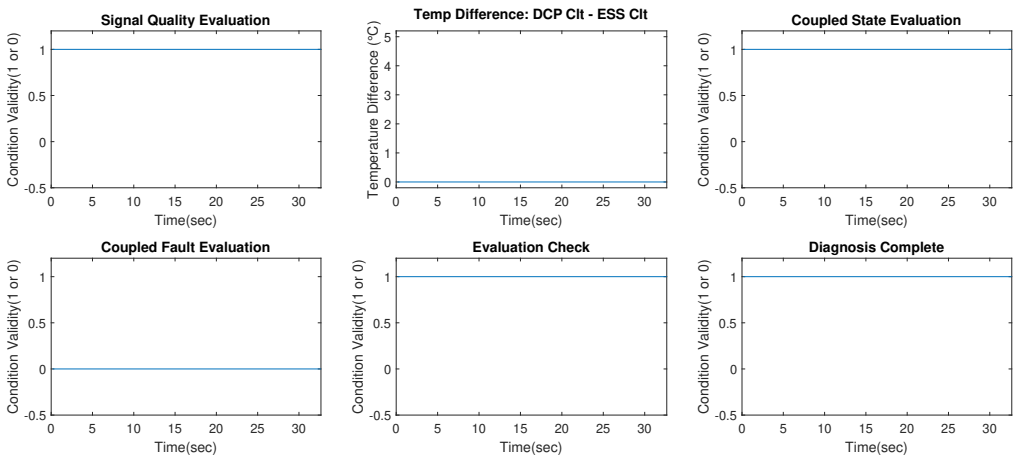 Signal Quality Evaluation
Condition Validity(1 or 0)
1
0.5
0
-0.5
0 5 10 15 20 25 30
Time(sec)
Temp Difference: DCP Clt - ESS Clt
Temperature Difference (°C)
5
4
3
2
1
0
0 5 10 15 20 25 30
Time(sec)
Coupled State Evaluation
Condition Validity(1 or 0)
1
0.5
0
-0.5
0 5 10 15 20 25 30
Time(sec)
Coupled Fault Evaluation
Condition Validity(1 or 0)
1
0.5
0
-0.5
0 5 10 15 20 25 30
Time(sec)
Evaluation Check
Condition Validity(1 or 0)
1
0.5
0
-0.5
0 5 10 15 20 25 30
Time(sec)
Diagnosis Complete
Condition Validity(1 or 0)
1
0.5
0
-0.5
0 5 10 15 20 25 30
Time(sec)